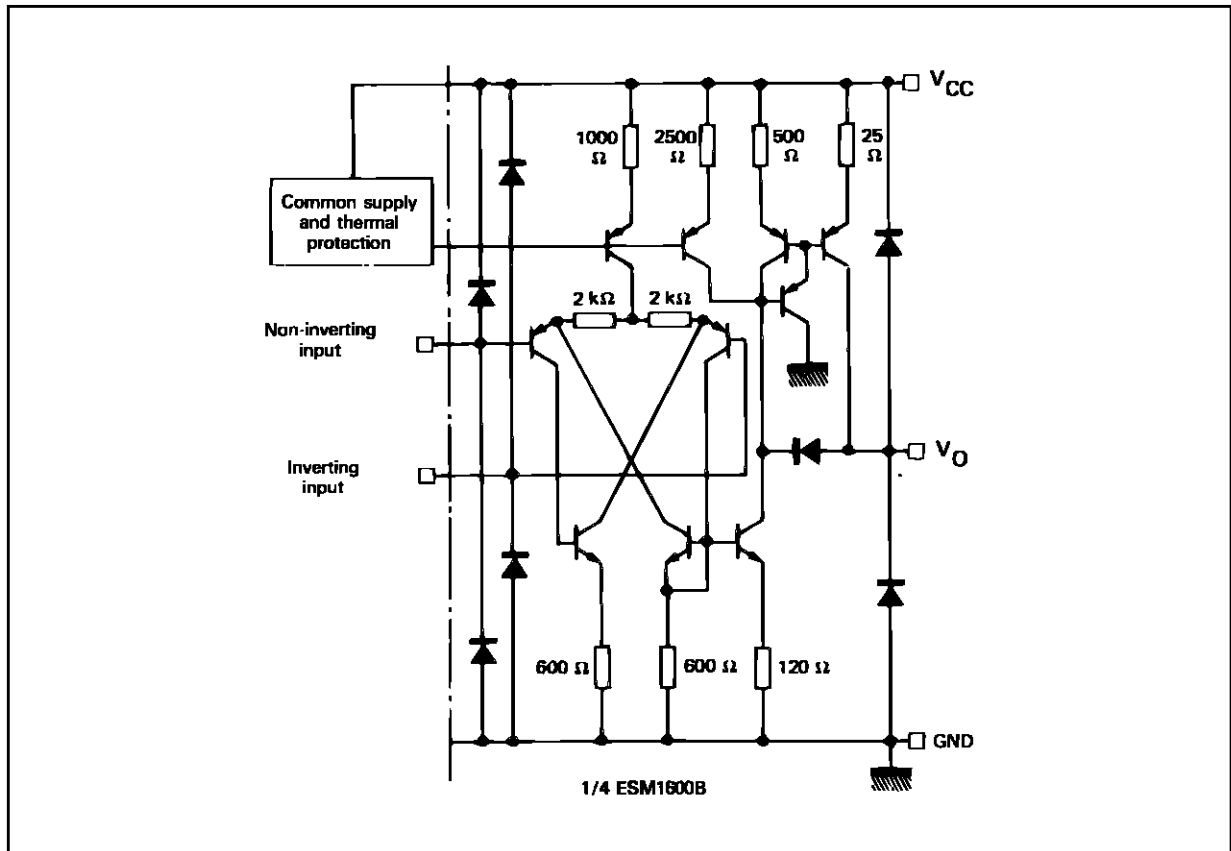 V_CC
1000 Ω
2500 Ω
500 Ω
25 Ω
Common supply
and thermal
protection
2 kΩ
2 kΩ
Non-inverting
input
V_O
Inverting
input
600 Ω
600 Ω
120 Ω
GND
1/4 ESM1600B